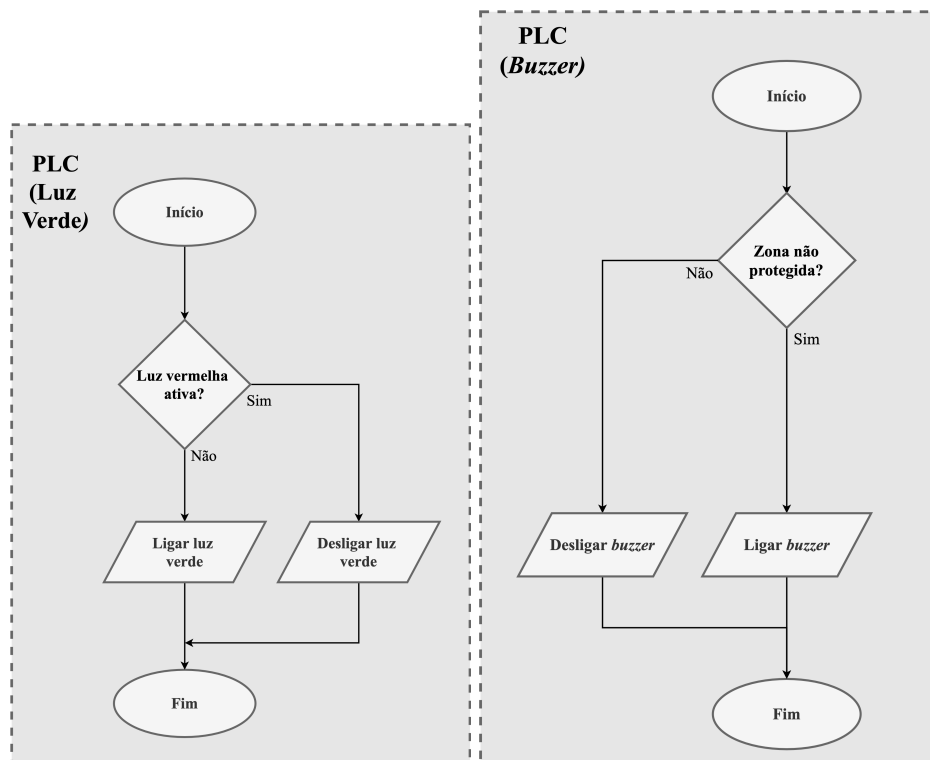 PLC
(Luz
Verde)
Início
Luz vermelha
ativa?
Sim
Não
Ligar luz
verde
Desligar luz
verde
Fim
PLC
(Buzzer)
Início
Zona não
protegida?
Não
Sim
Desligar buzzer
Ligar buzzer
Fim